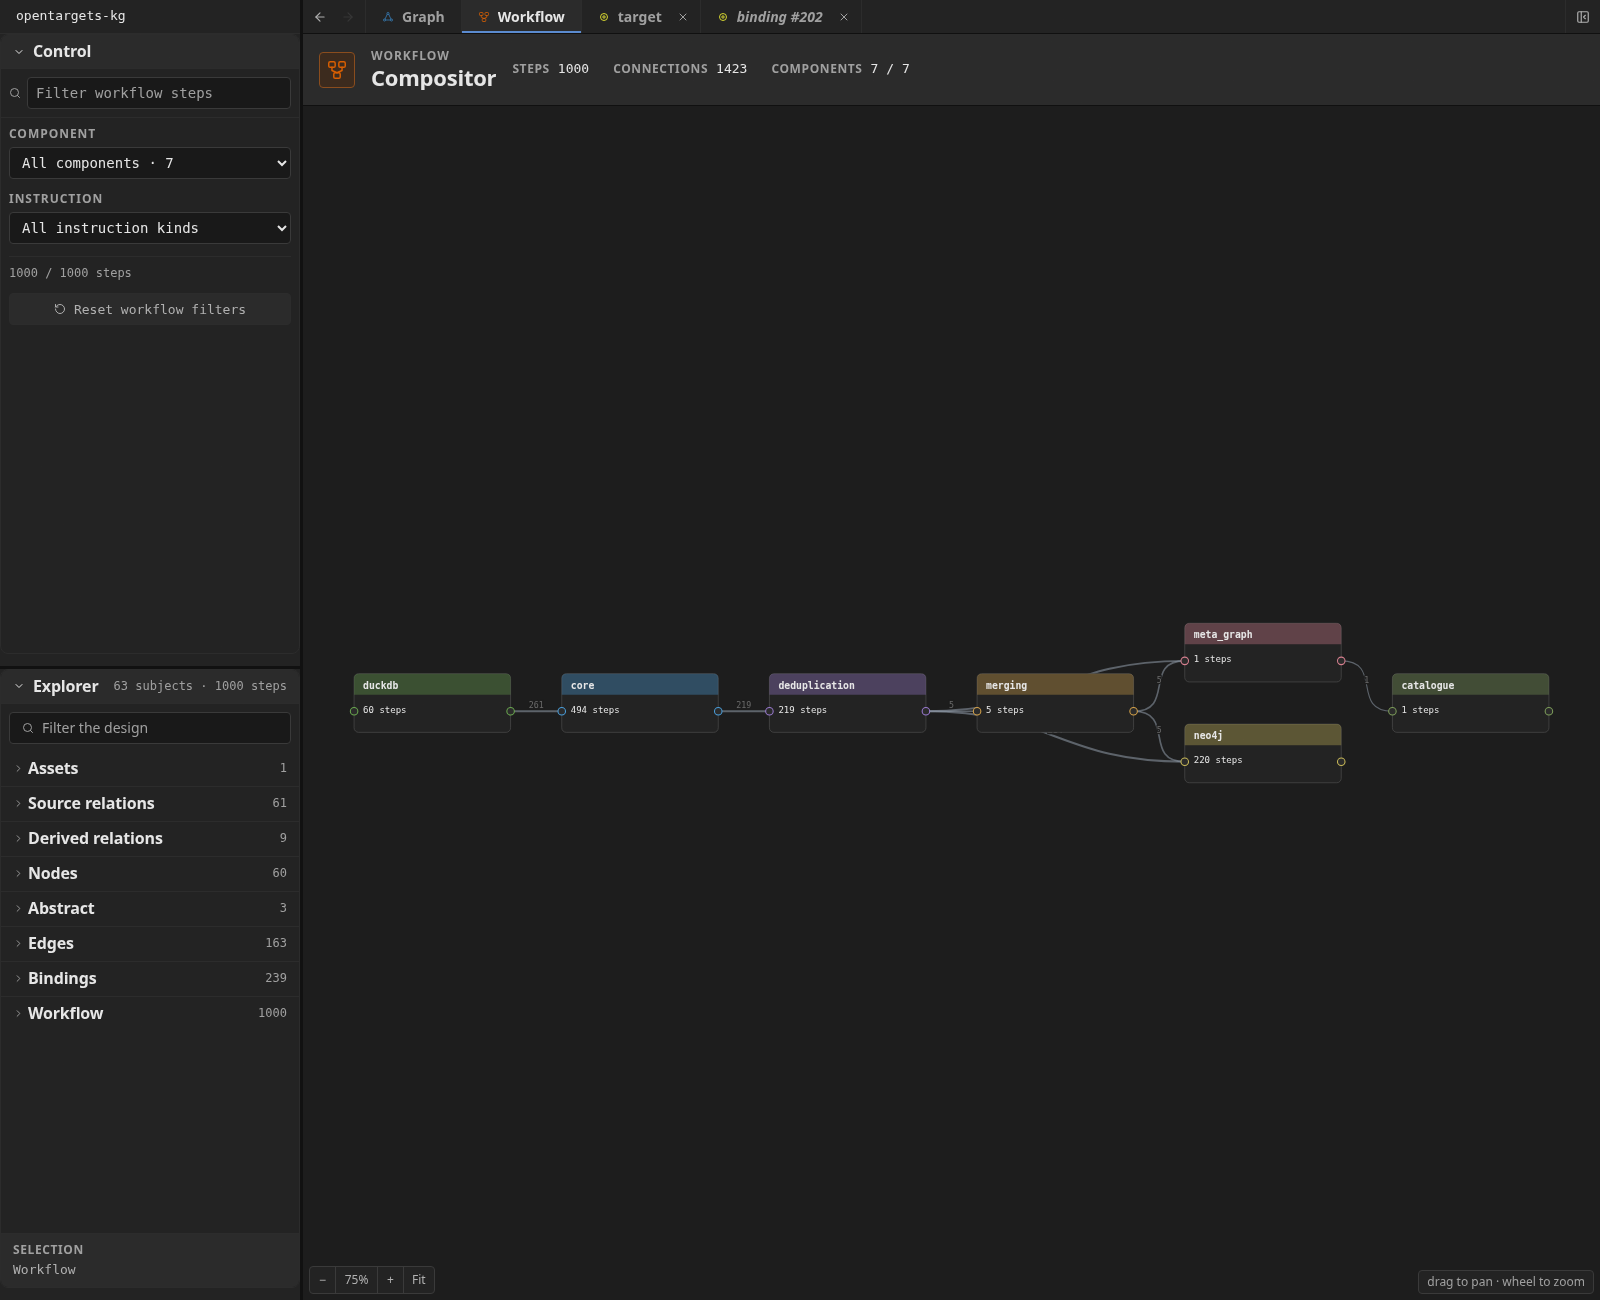 opentargets-kg
Control
Filter workflow steps
COMPONENT
All components · 7
INSTRUCTION
All instruction kinds
1000 / 1000 steps
Reset workflow filters
Explorer 63 subjects · 1000 steps
Filter the design
Assets 1
Source relations 61
Derived relations 9
Nodes 60
Abstract 3
Edges 163
Bindings 239
Workflow 1000
SELECTION
Workflow
Graph Workflow target binding #202
WORKFLOW
Compositor STEPS 1000 CONNECTIONS 1423 COMPONENTS 7 / 7
duckdb
60 steps
261
core
494 steps
219
deduplication
219 steps
5
merging
5 steps
5
5
meta_graph
1 steps
neo4j
220 steps
1
catalogue
1 steps
− 75% + Fit
drag to pan · wheel to zoom